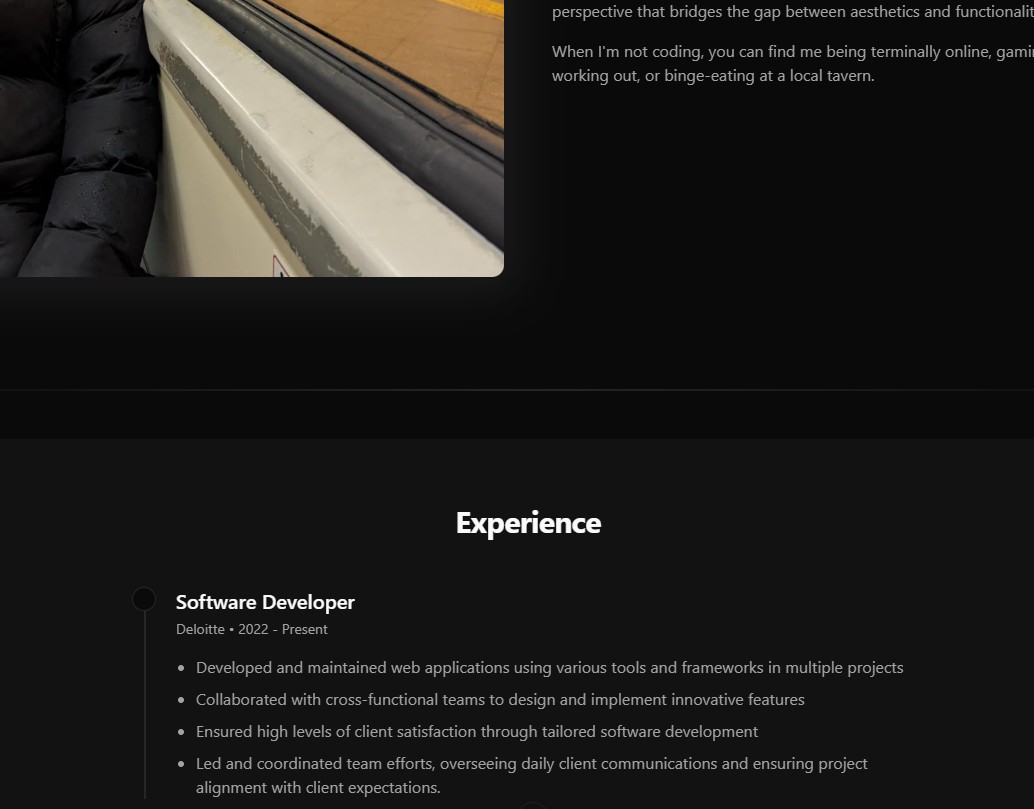 perspective that bridges the gap between aesthetics and
When I'm not coding, you can find me being terminally online,
working out, or binge-eating at a local tavern.
Experience
Software Developer
Deloitte • 2022 - Present
• Developed and maintained web applications using various tools and frameworks in multiple projects
• Collaborated with cross-functional teams to design and implement innovative features
• Ensured high levels of client satisfaction through tailored software development
• Led and coordinated team efforts, overseeing daily client communications and ensuring project
alignment with client expectations.